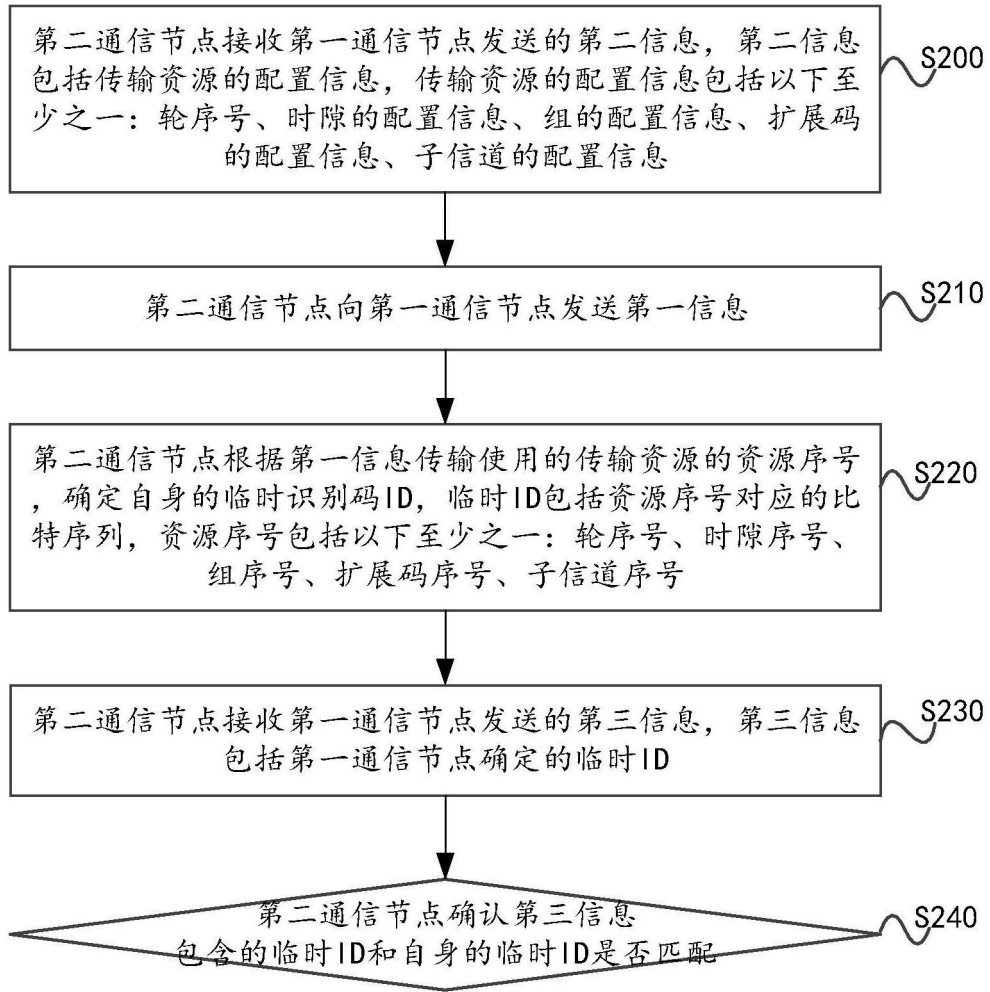 第二通信节点接收第一通信节点发送的第二信息，第二信息
包括传输资源的配置信息，传输资源的配置信息包括以下至
少之一：轮序号、时隙的配置信息、组的配置信息、扩展码
的配置信息、子信道的配置信息
S200
第二通信节点向第一通信节点发送第一信息
S210
第二通信节点根据第一信息传输使用的传输资源的资源序号
，确定自身的临时识别码ID，临时ID包括资源序号对应的比
特序列，资源序号包括以下至少之一：轮序号、时隙序号、
组序号、扩展码序号、子信道序号
S220
第二通信节点接收第一通信节点发送的第三信息，第三信息
包括第一通信节点确定的临时ID
S230
第二通信节点确认第三信息
包含的临时ID和自身的临时ID是否匹配
S240